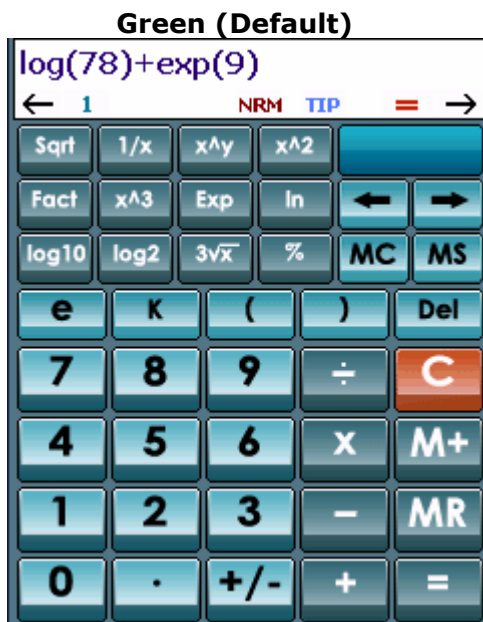 Green (Default)
log(78)+exp(9)
← 1 NRM TIP = →
Sqrt 1/x x^y x^2
Fact x^3 Exp ln ← →
log10 log2 3√x % MC MS
e K ( ) Del
7 8 9 ÷ C
4 5 6 x M+
1 2 3 − MR
0 . +/- + =